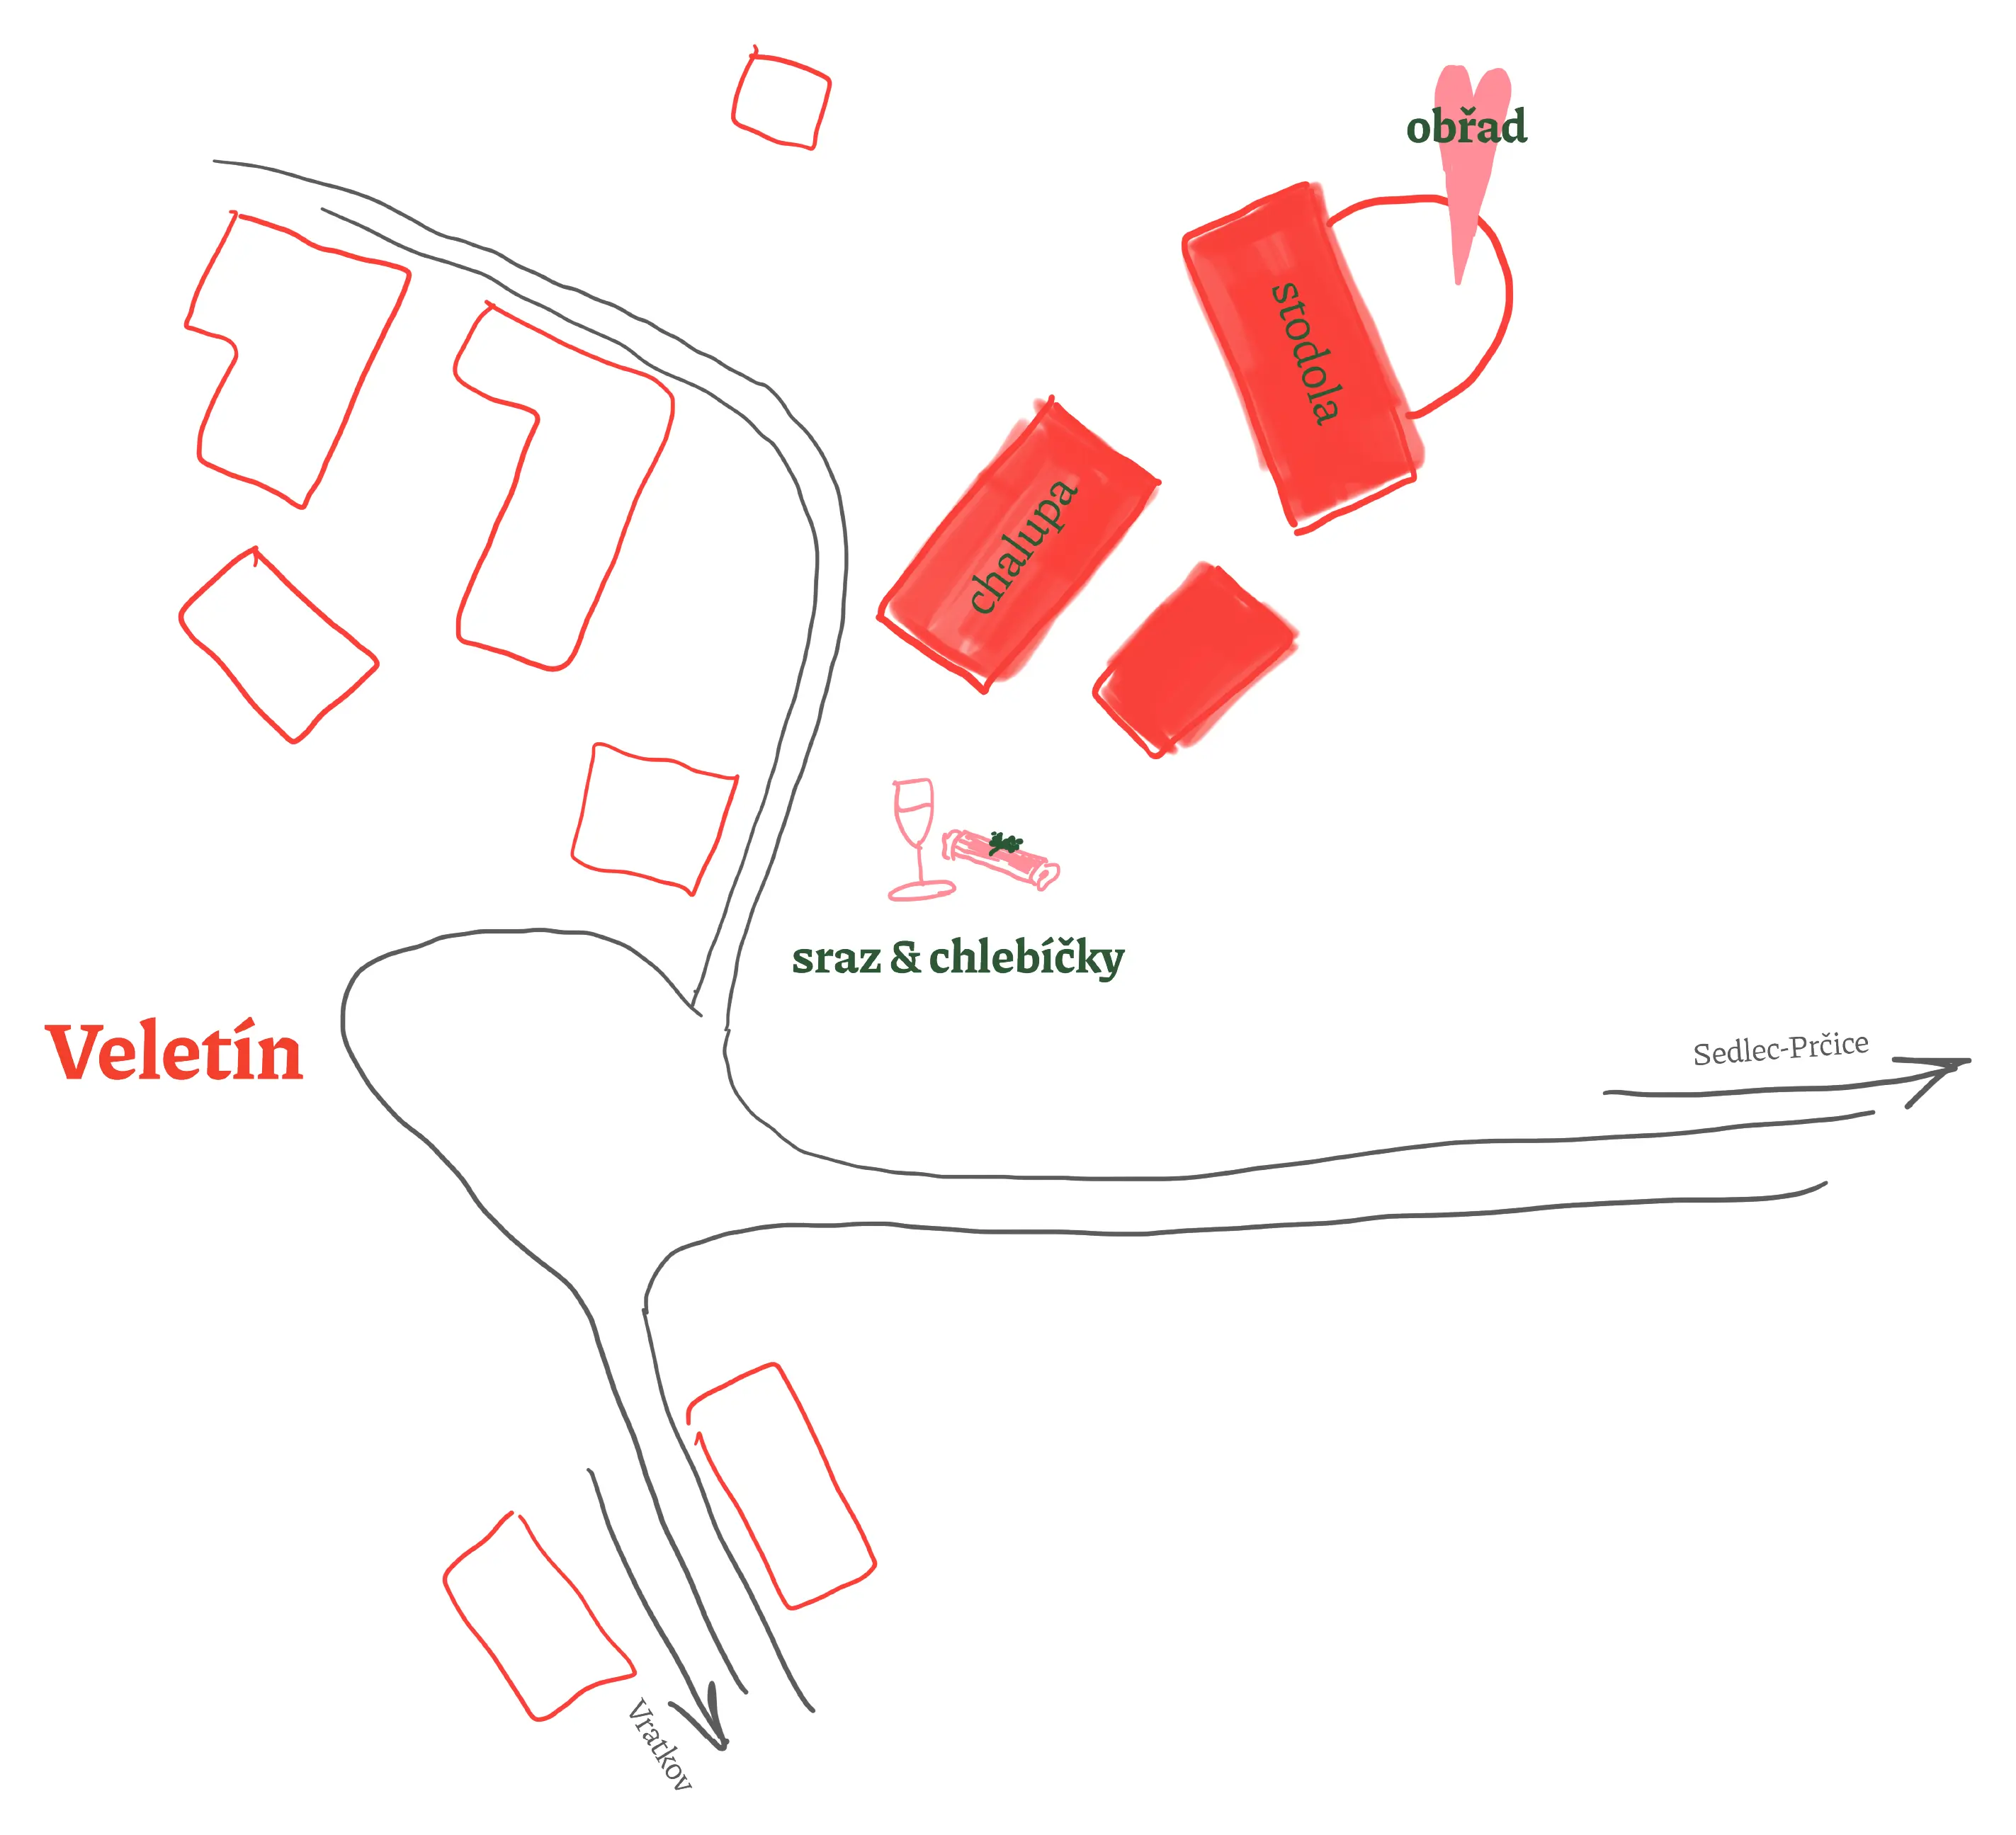 obřad
stodola
chalupa
sraz & chlebíčky
Veletín
Sedlec-Prčice
Vratkov